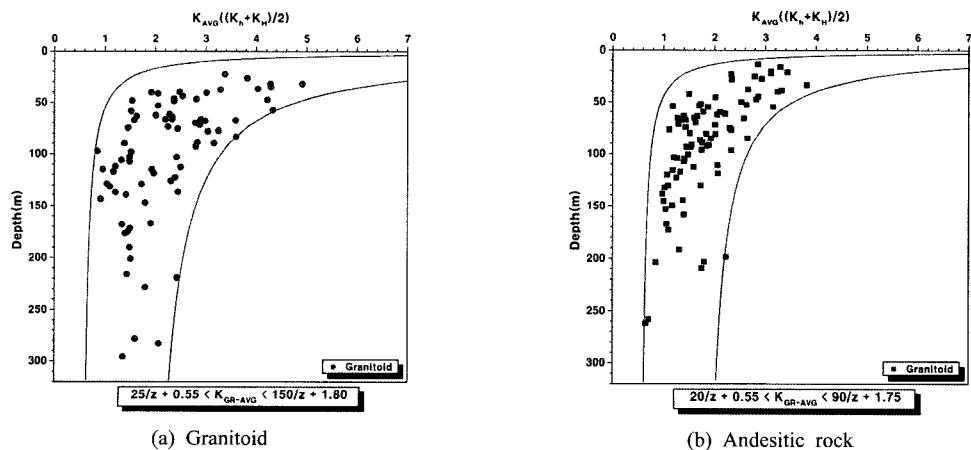 K_AVG((K_h+K_H)/2)
0 1 2 3 4 5 6 7
0
50
100
150
200
250
300
Depth(m)
Granitoid
25/z + 0.55 < K_GR-AVG < 150/z + 1.80
(a) Granitoid
K_AVG((K_h+K_H)/2)
0 1 2 3 4 5 6 7
0
50
100
150
200
250
300
Depth(m)
Granitoid
20/z + 0.55 < K_GR-AVG < 90/z + 1.75
(b) Andesitic rock